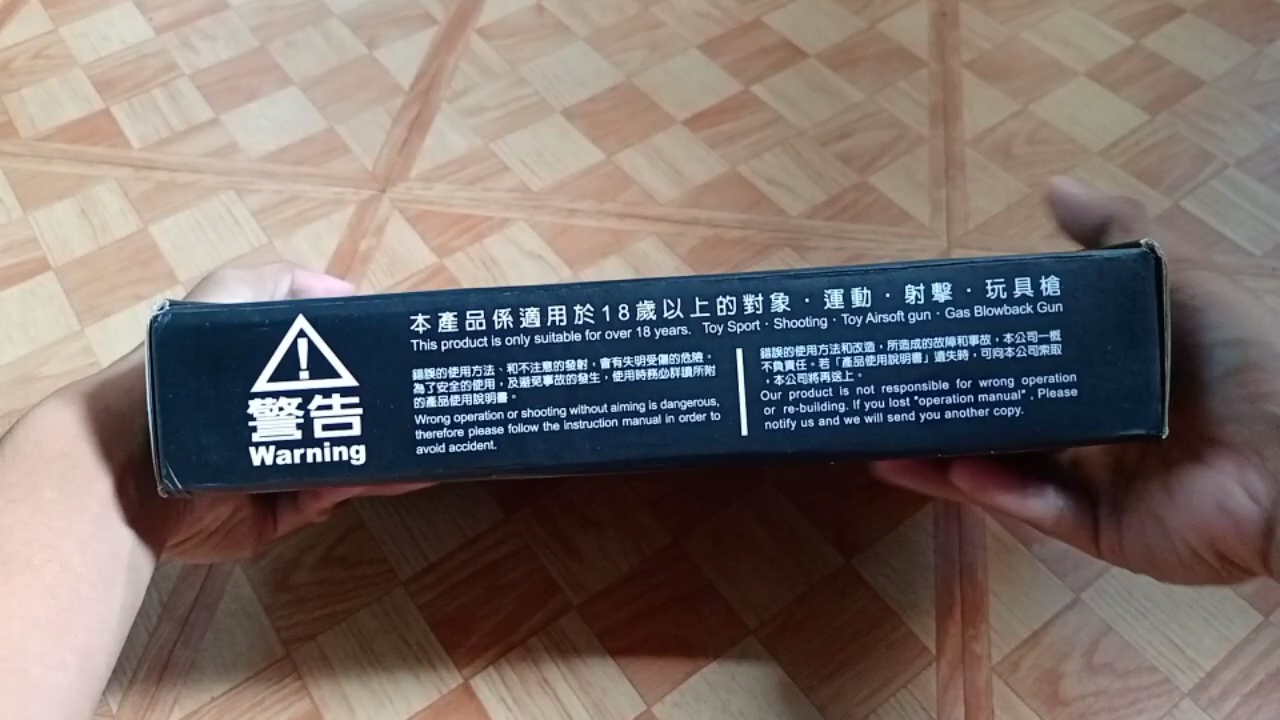 警告
Warning
本產品係適用於18歲以上的對象・運動・射擊・玩具槍
This product is only suitable for over 18 years. Toy Sport · Shooting · Toy Airsoft gun · Gas Blowback Gun
錯誤的使用方法、和不注意的發射，會有失明受傷的危險。
為了安全的使用，及避免事故的發生，使用時務必詳讀所附
的產品使用說明書。
Wrong operation or shooting without aiming is dangerous,
therefore please follow the instruction manual in order to
avoid accident.
錯誤的使用方法和改造，所造成的故障和事故，本公司一概
不負責任。若「產品使用說明書」遺失時，可向本公司索取
，本公司將再送上。
Our product is not responsible for wrong operation
or re-building. If you lost "operation manual" , Please
notify us and we will send you another copy.